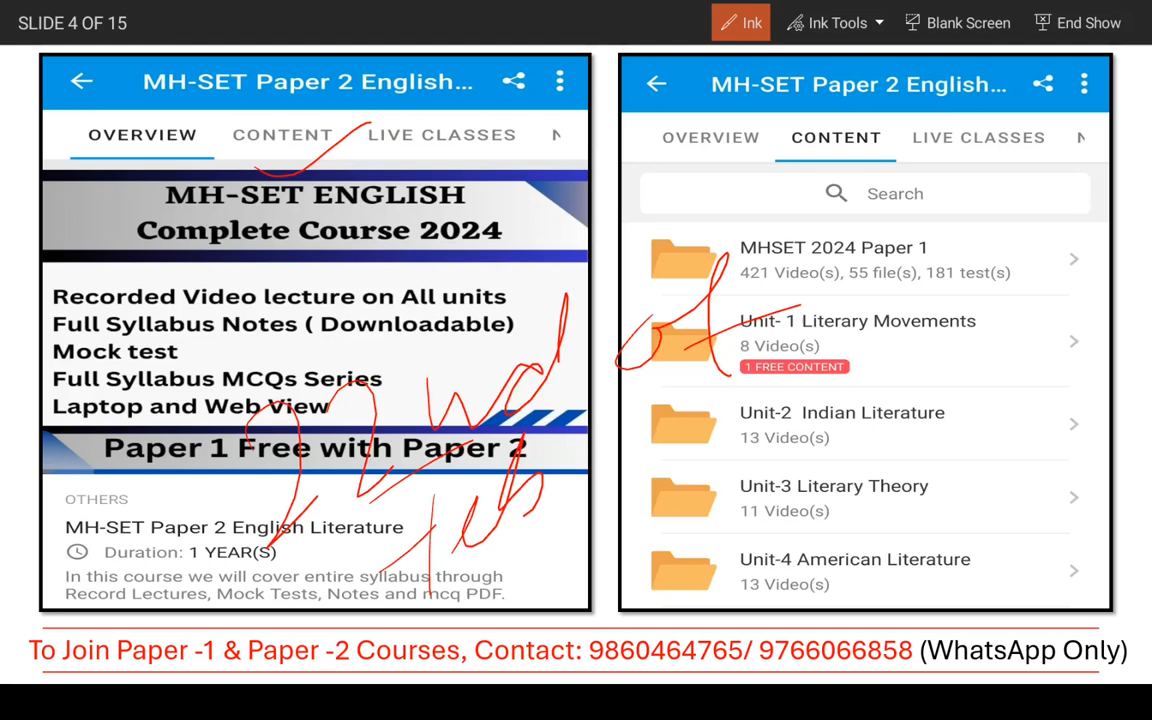 SLIDE 4 OF 15
Ink
Ink Tools
Blank Screen
End Show
MH-SET Paper 2 English...
OVERVIEW
CONTENT
LIVE CLASSES
N
MH-SET ENGLISH
Complete Course 2024
Recorded Video lecture on All units
Full Syllabus Notes ( Downloadable)
Mock test
Full Syllabus MCQs Series
Laptop and Web View
Paper 1 Free with Paper 2
OTHERS
MH-SET Paper 2 English Literature
Duration: 1 YEAR(S)
In this course we will cover entire syllabus through
Record Lectures, Mock Tests, Notes and mcq PDF.
22nd
of
feb
MH-SET Paper 2 English...
OVERVIEW
CONTENT
LIVE CLASSES
N
Search
MHSET 2024 Paper 1
421 Video(s), 55 file(s), 181 test(s)
Unit- 1 Literary Movements
8 Video(s)
1 FREE CONTENT
Unit-2 Indian Literature
13 Video(s)
Unit-3 Literary Theory
11 Video(s)
Unit-4 American Literature
13 Video(s)
To Join Paper -1 & Paper -2 Courses, Contact: 9860464765/ 9766066858 (WhatsApp Only)